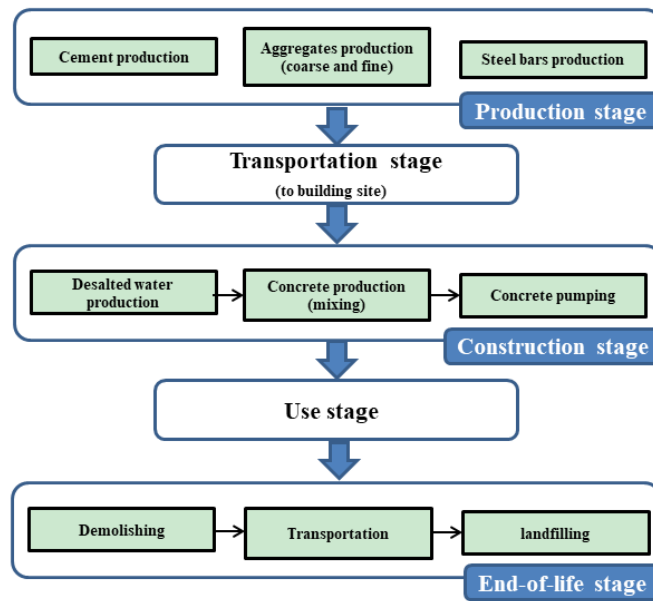 Cement production
Aggregates production
(coarse and fine)
Steel bars production
Production stage
Transportation stage
(to building site)
Desalted water
production
Concrete production
(mixing)
Concrete pumping
Construction stage
Use stage
Demolishing
Transportation
landfilling
End-of-life stage